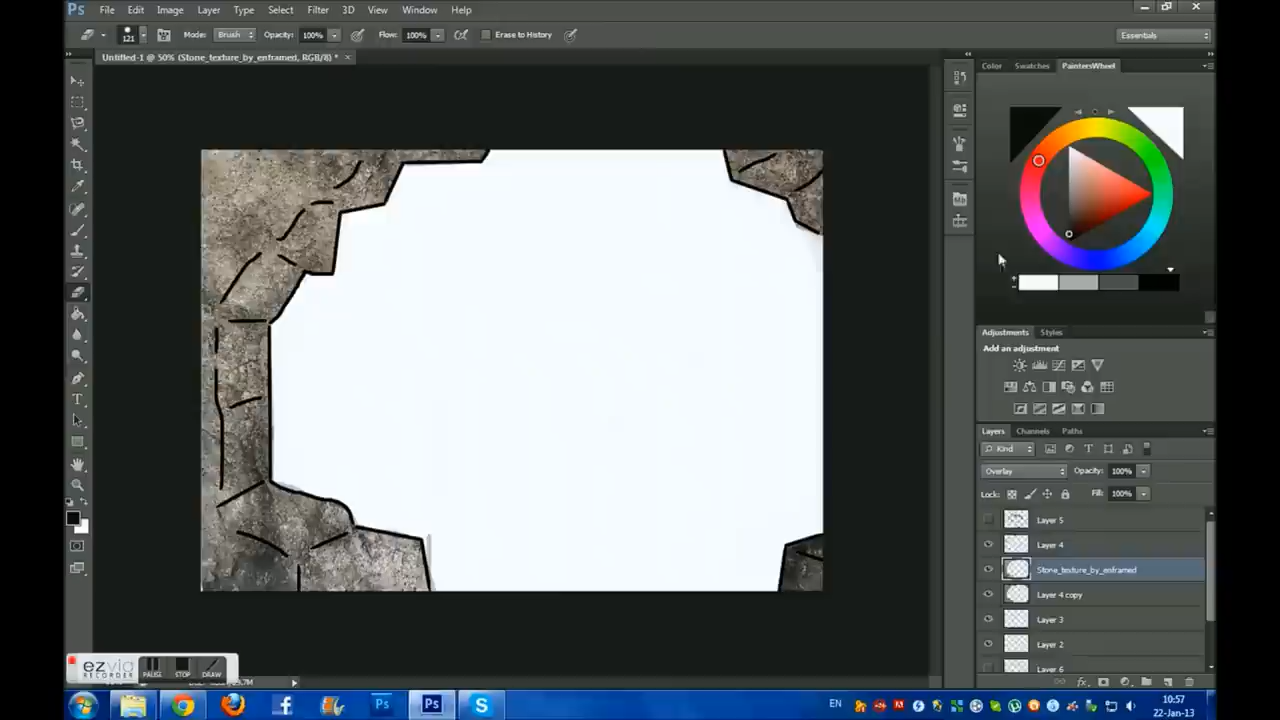 Ps File Edit Image Layer Type Select Filter 3D View Window Help
121 Mode: Brush Opacity: 100% Flow: 100% Erase to History Essentials
Untitled-1 @ 50% (Stone_texture_by_enframed, RGB/8) * ×
Color Swatches PaintersWheel
Adjustments Styles
Add an adjustment
Layers Channels Paths
Kind
Overlay Opacity: 100%
Lock: Fill: 100%
Layer 5
Layer 4
Stone_texture_by_enframed
Layer 4 copy
Layer 3
Layer 2
Layer 6
ezvid
RECORDER
PAUSE STOP DRAW
EN
10:57
22-Jan-13